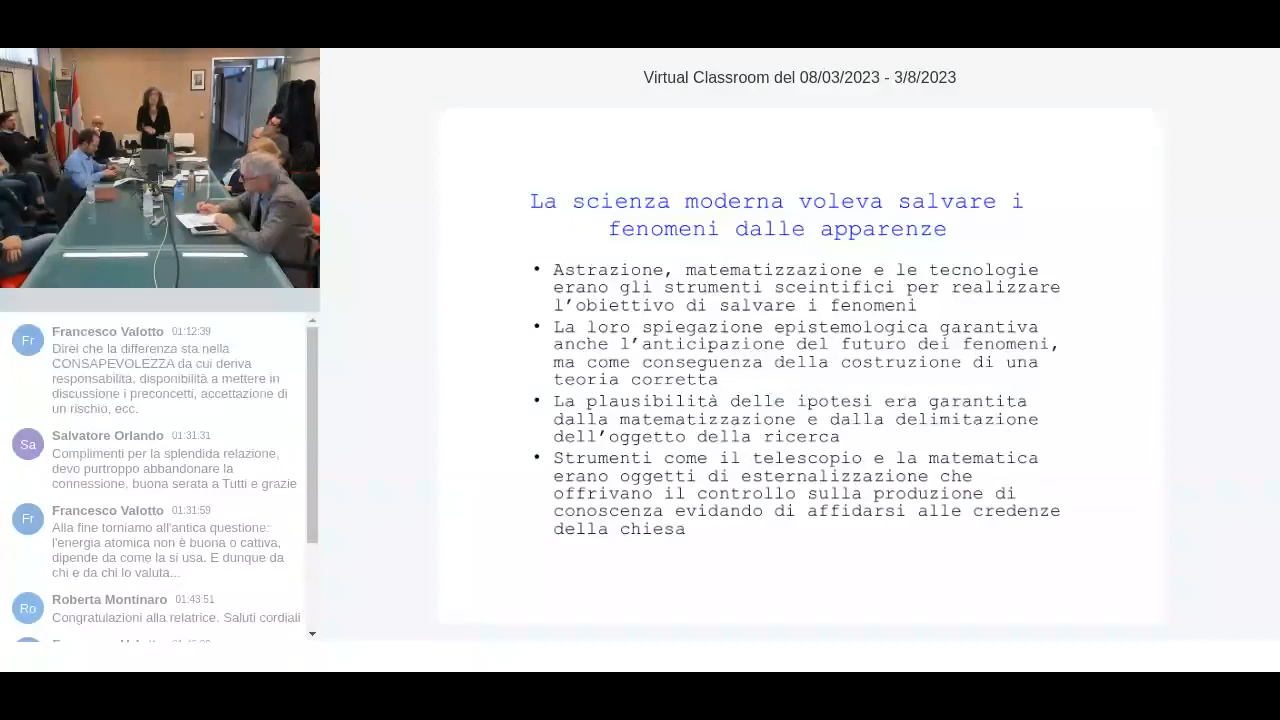 Virtual Classroom del 08/03/2023 - 3/8/2023
La scienza moderna voleva salvare i
fenomeni dalle apparenze
• Astrazione, matematizzazione e le tecnologie
erano gli strumenti sceintifici per realizzare
l’obiettivo di salvare i fenomeni
• La loro spiegazione epistemologica garantiva
anche l’anticipazione del futuro dei fenomeni,
ma come conseguenza della costruzione di una
teoria corretta
• La plausibilità delle ipotesi era garantita
dalla matematizzazione e dalla delimitazione
dell’oggetto della ricerca
• Strumenti come il telescopio e la matematica
erano oggetti di esternalizzazione che
offrivano il controllo sulla produzione di
conoscenza evidando di affidarsi alle credenze
della chiesa
Fr
Francesco Valotto 01:12:39
Direi che la differenza sta nella
CONSAPEVOLEZZA da cui deriva
responsabilità, disponibilità a mettere in
discussione i preconcetti, accettazione di
un rischio, ecc.
Sa
Salvatore Orlando 01:31:31
Complimenti per la splendida relazione,
devo purtroppo abbandonare la
connessione, buona serata a Tutti e grazie
Fr
Francesco Valotto 01:31:59
Alla fine torniamo all'antica questione:
l'energia atomica non è buona o cattiva,
dipende da come la si usa. E dunque da
chi e da chi lo valuta...
Ro
Roberta Montinaro 01:43:51
Congratulazioni alla relatrice. Saluti cordiali